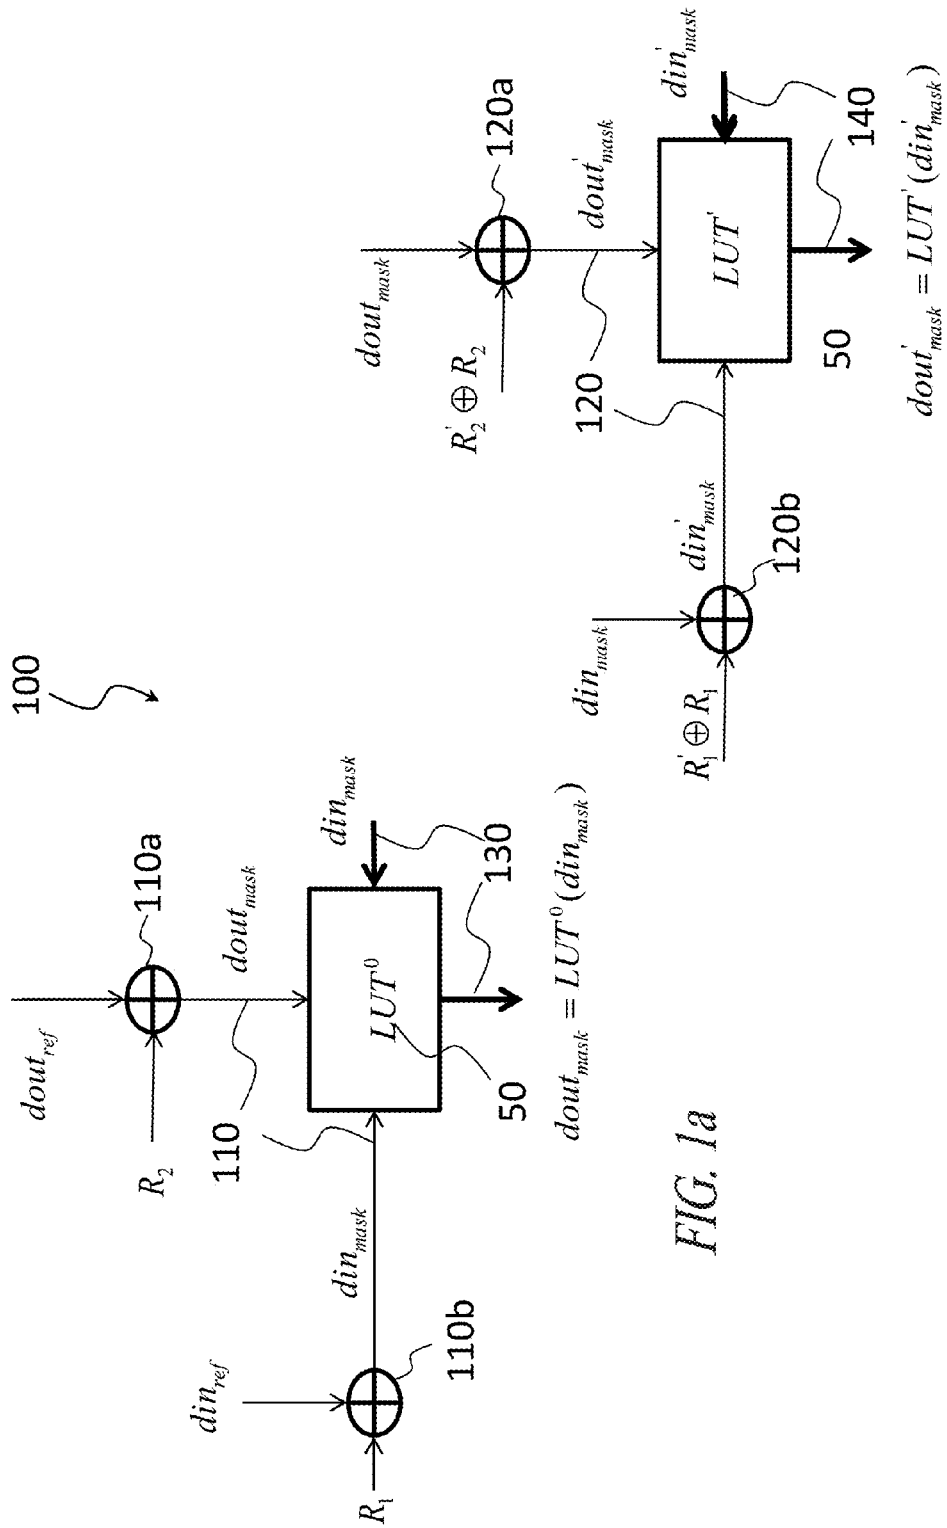 100
dout_ref
R_2
110a
110
dout_mask
din_ref
R_1
110b
din_mask
LUT^0
50
din_mask
130
dout_mask = LUT^0 (din_mask)
dout_mask
R'_2 ⊕ R_2
120a
120
dout'_mask
din_mask
R'_1 ⊕ R_1
120b
din'_mask
LUT'
50
din'_mask
140
dout'_mask = LUT' (din'_mask)
FIG. 1a